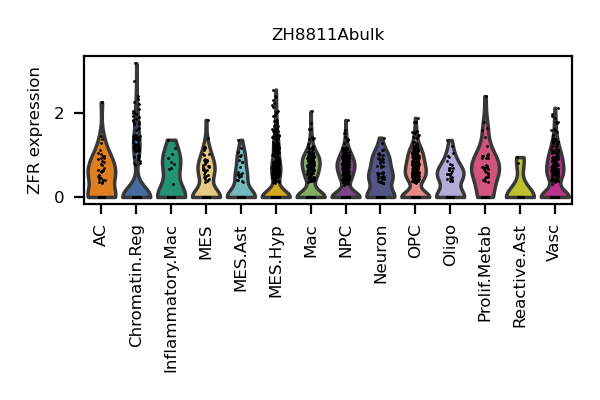 ZH8811Abulk
ZFR expression
2
0
AC
Chromatin.Reg
Inflammatory.Mac
MES
MES.Ast
MES.Hyp
Mac
NPC
Neuron
OPC
Oligo
Prolif.Metab
Reactive.Ast
Vasc